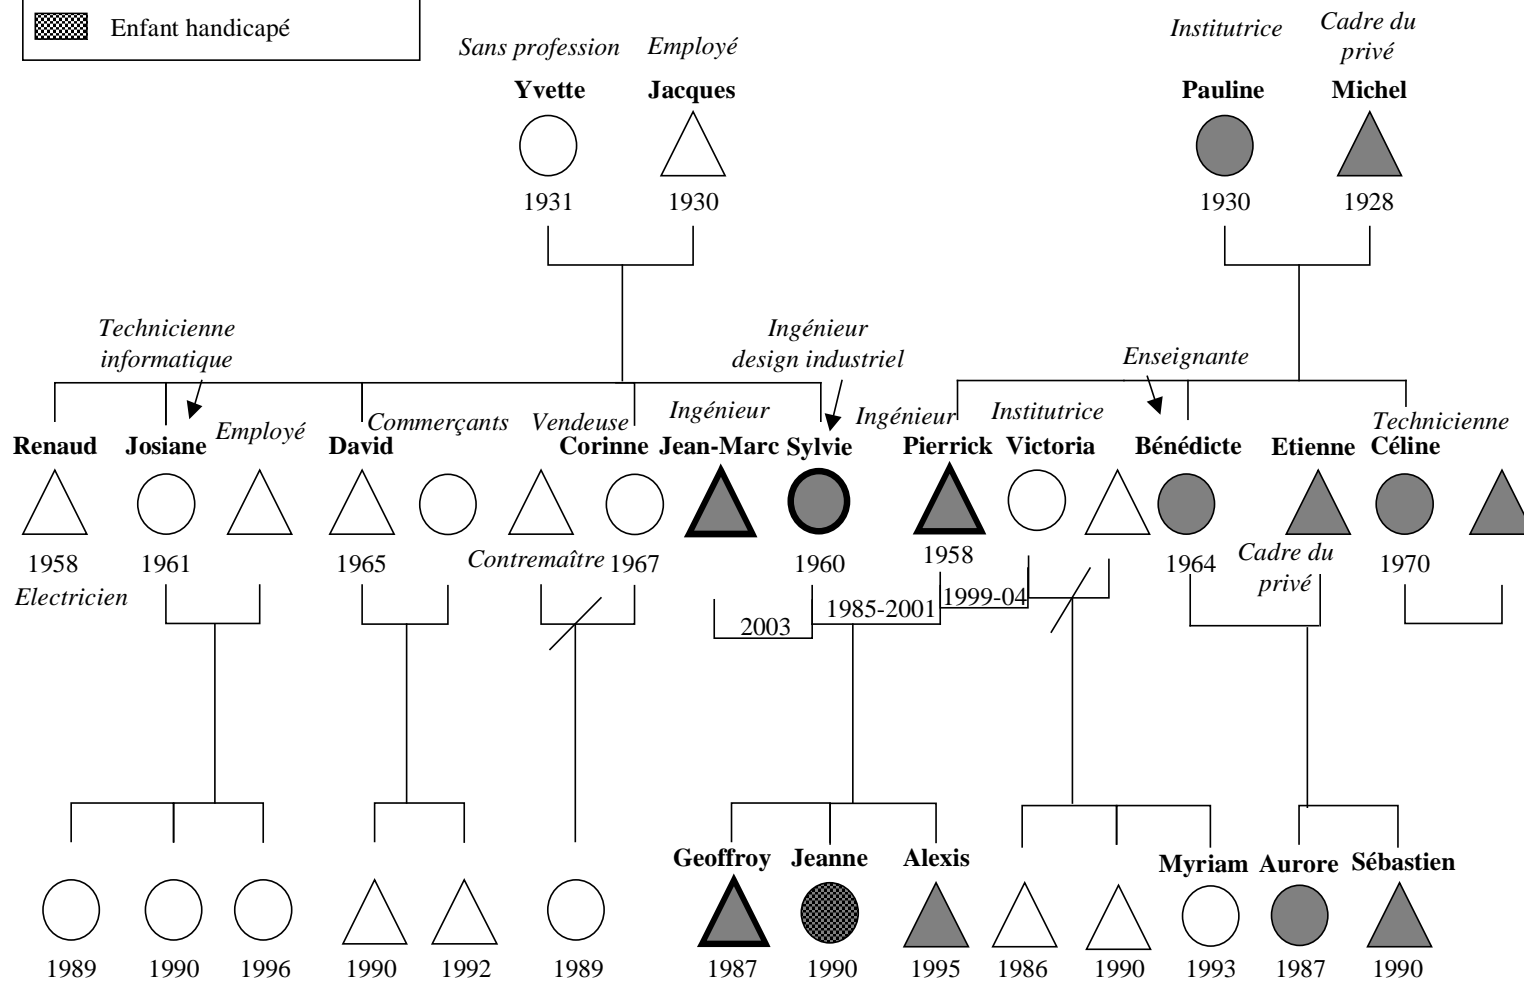 Enfant handicapé
Sans profession
Employé
Institutrice
Cadre du
privé
Yvette
Jacques
Pauline
Michel
1931
1930
1930
1928
Technicienne
informatique
Ingénieur
design industriel
Enseignante
Employé
Commerçants
Vendeuse
Ingénieur
Ingénieur
Institutrice
Technicienne
Renaud
Josiane
David
Corinne
Jean-Marc
Sylvie
Pierrick
Victoria
Bénédicte
Etienne
Céline
1958
1961
1965
Contremaître
1967
1960
1958
1964
Cadre du
privé
1970
Electricien
2003
1985-2001
1999-04
Geoffroy
Jeanne
Alexis
Myriam
Aurore
Sébastien
1989
1990
1996
1990
1992
1989
1987
1990
1995
1986
1990
1993
1987
1990